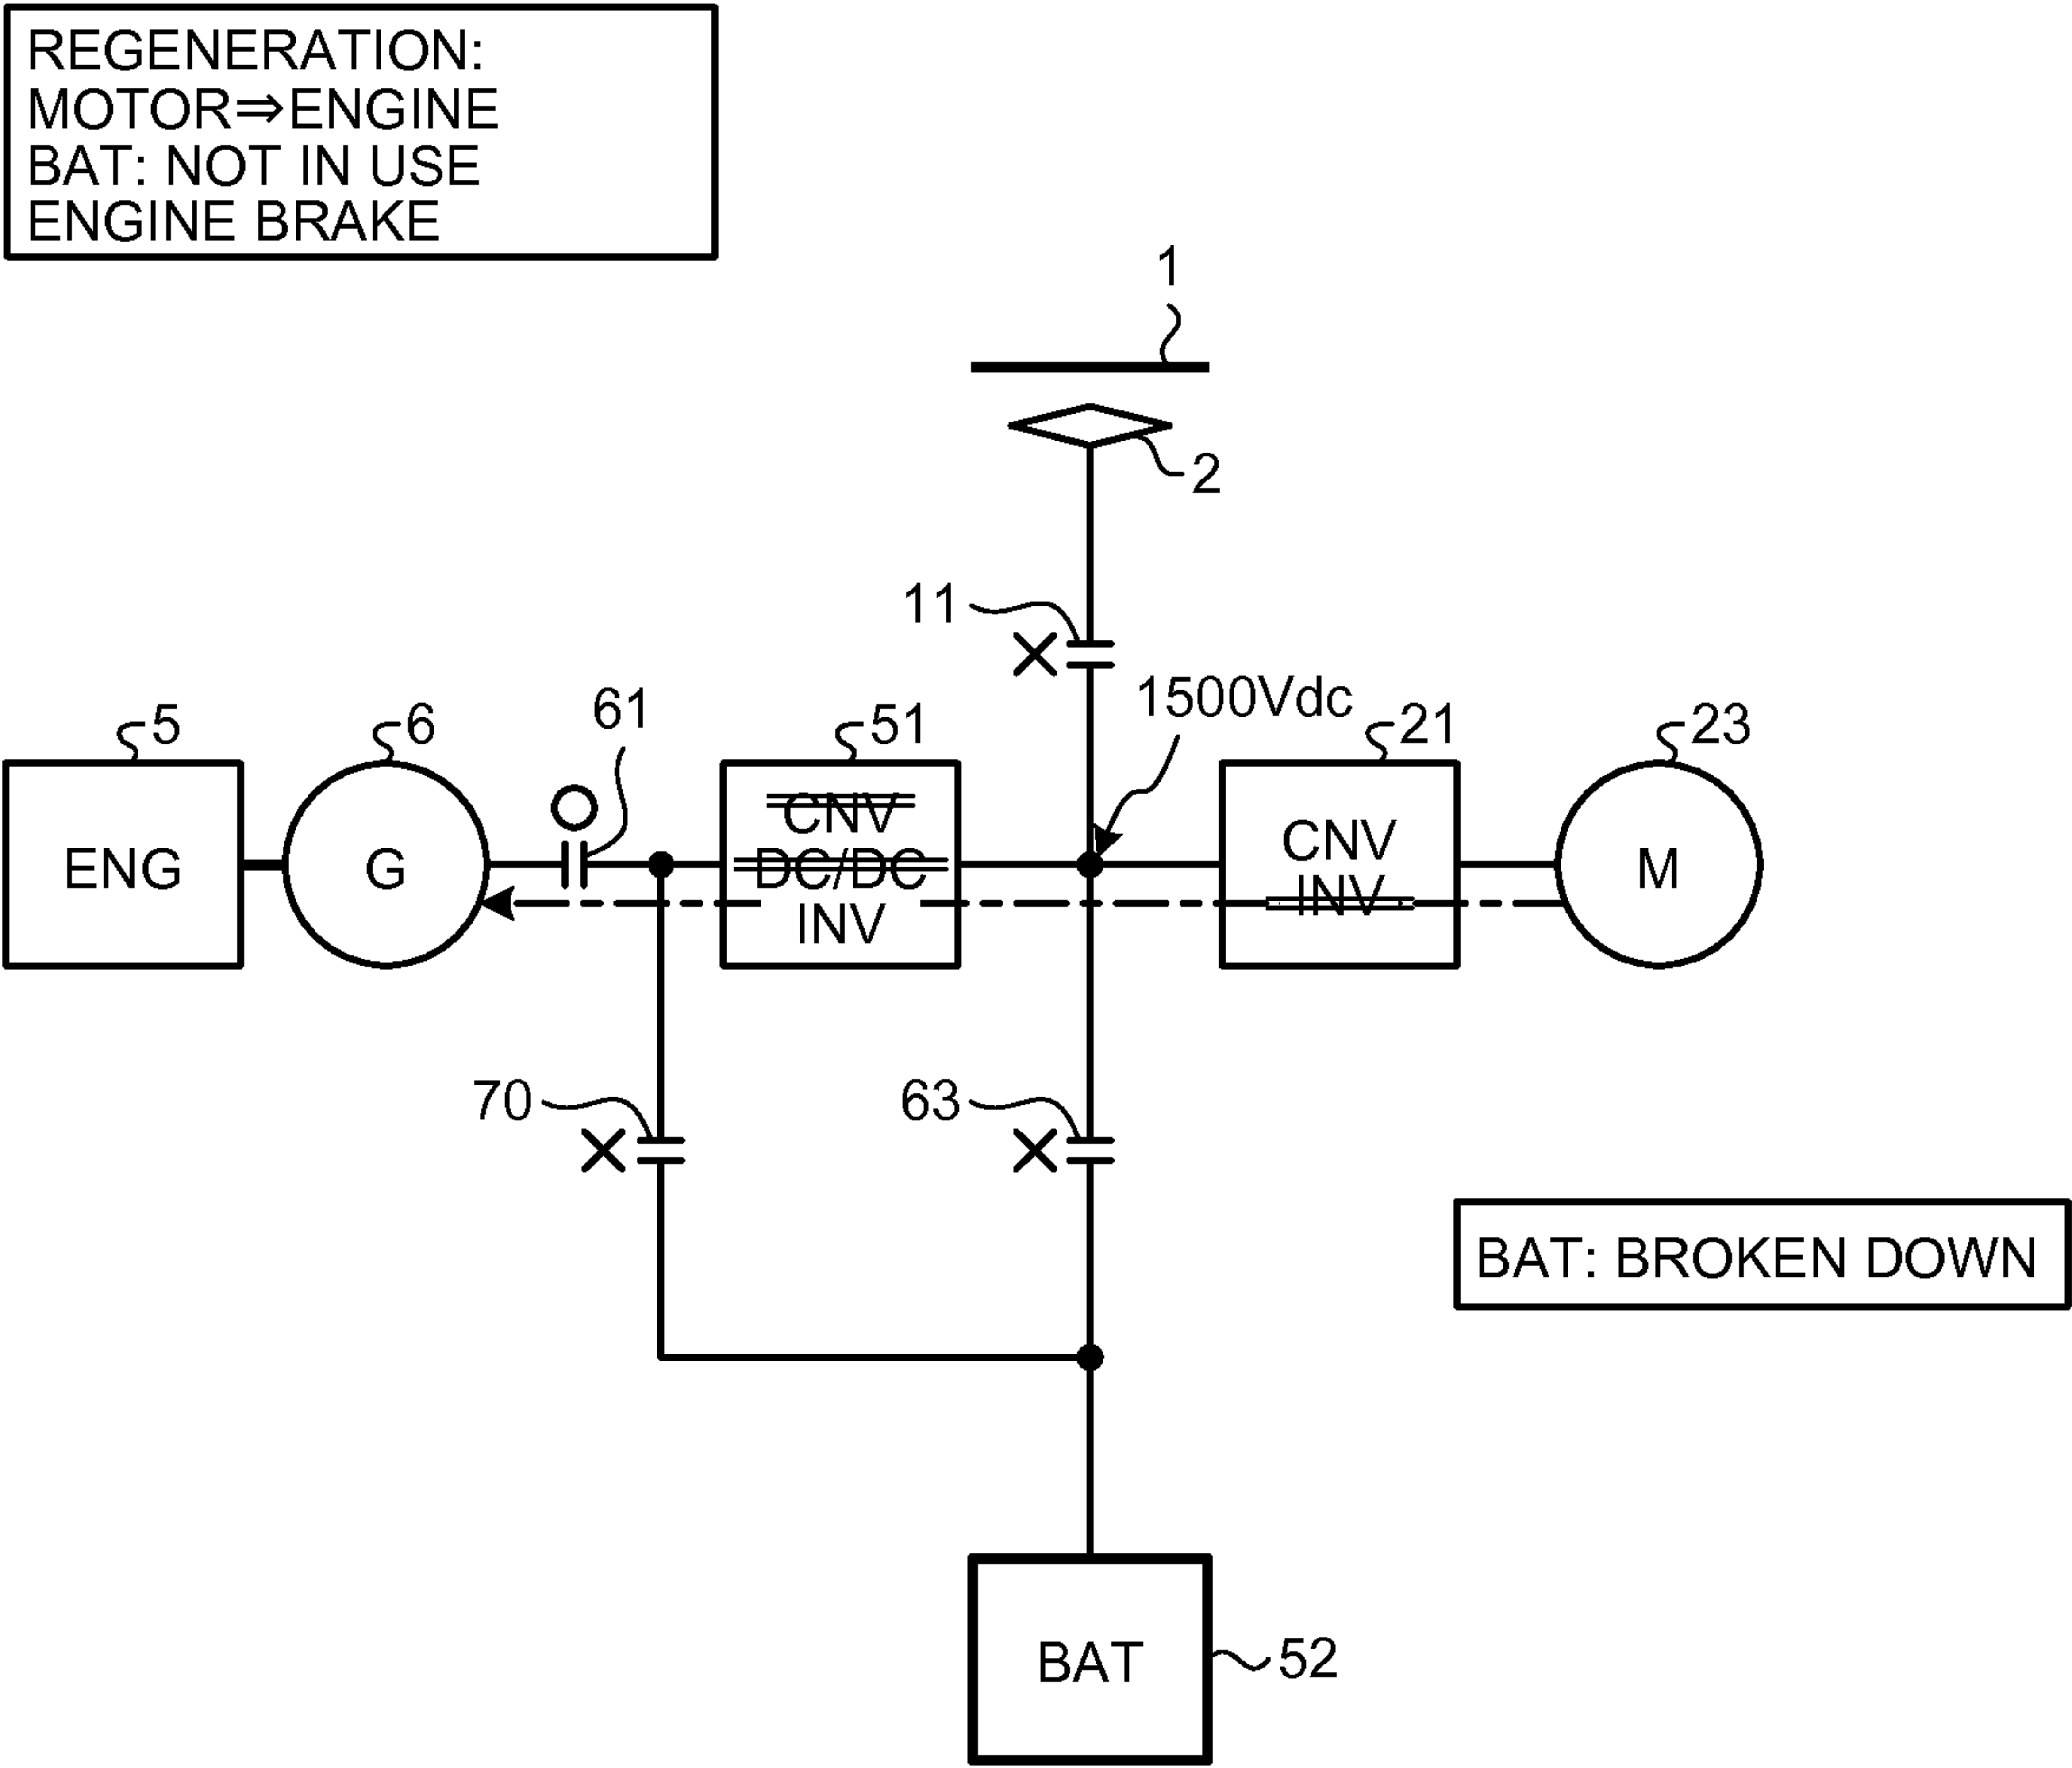 REGENERATION:
MOTOR⇒ENGINE
BAT: NOT IN USE
ENGINE BRAKE
1
2
11
1500Vdc
5
6
61
51
21
23
ENG
G
CNV
DC/DC
INV
CNV
INV
M
70
63
BAT: BROKEN DOWN
BAT
52